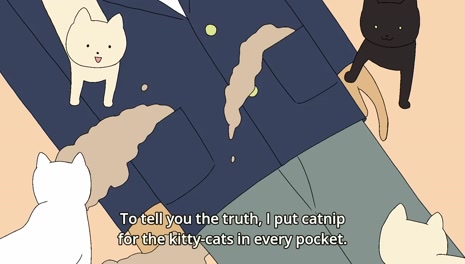 To tell you the truth, I put catnip
for the kitty-cats in every pocket.